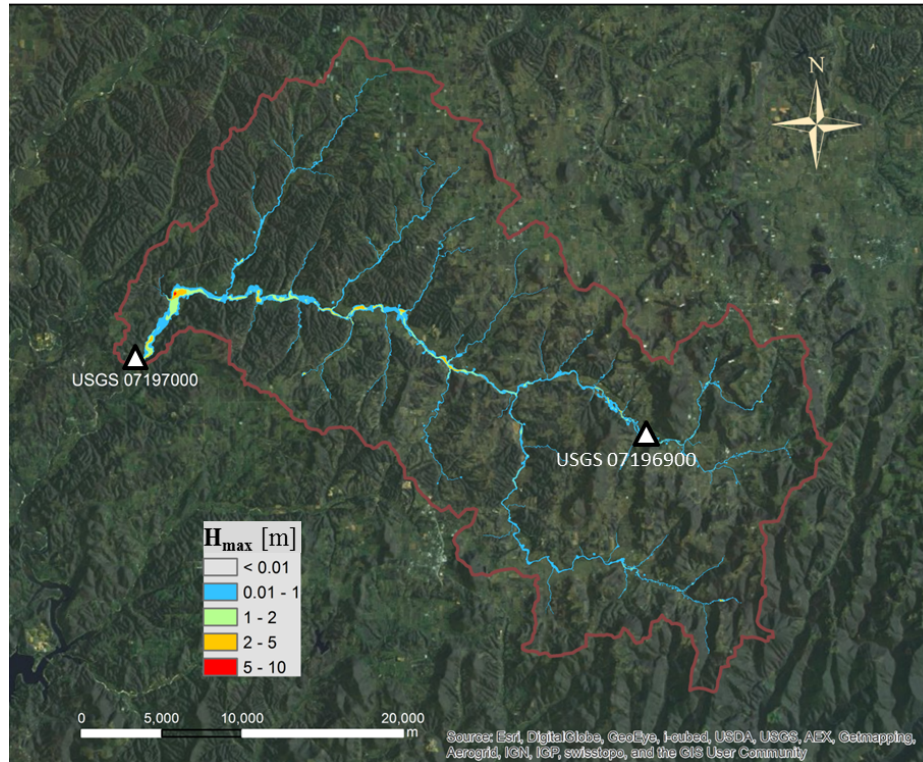 N
USGS 07197000
USGS 07196900
Hmax [m]
< 0.01
0.01 - 1
1 - 2
2 - 5
5 - 10
0 5,000 10,000 20,000
m
Source: Esri, DigitalGlobe, GeoEye, i-cubed, USDA, USGS, AEX, Getmapping,
Aerogrid, IGN, IGP, swisstopo, and the GIS User Community